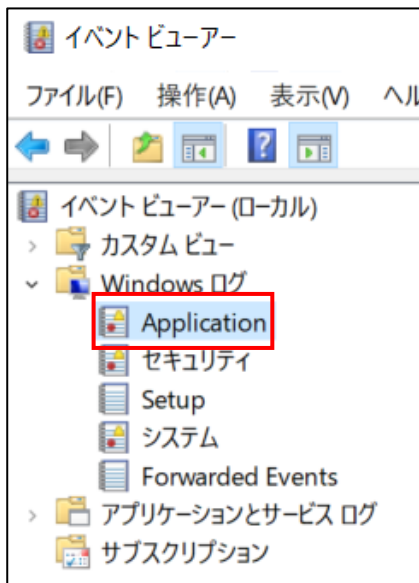 イベント ビューアー
ファイル(F) 操作(A) 表示(V) ヘル
イベント ビューアー (ローカル)
カスタム ビュー
Windows ログ
Application
セキュリティ
Setup
システム
Forwarded Events
アプリケーションとサービス ログ
サブスクリプション